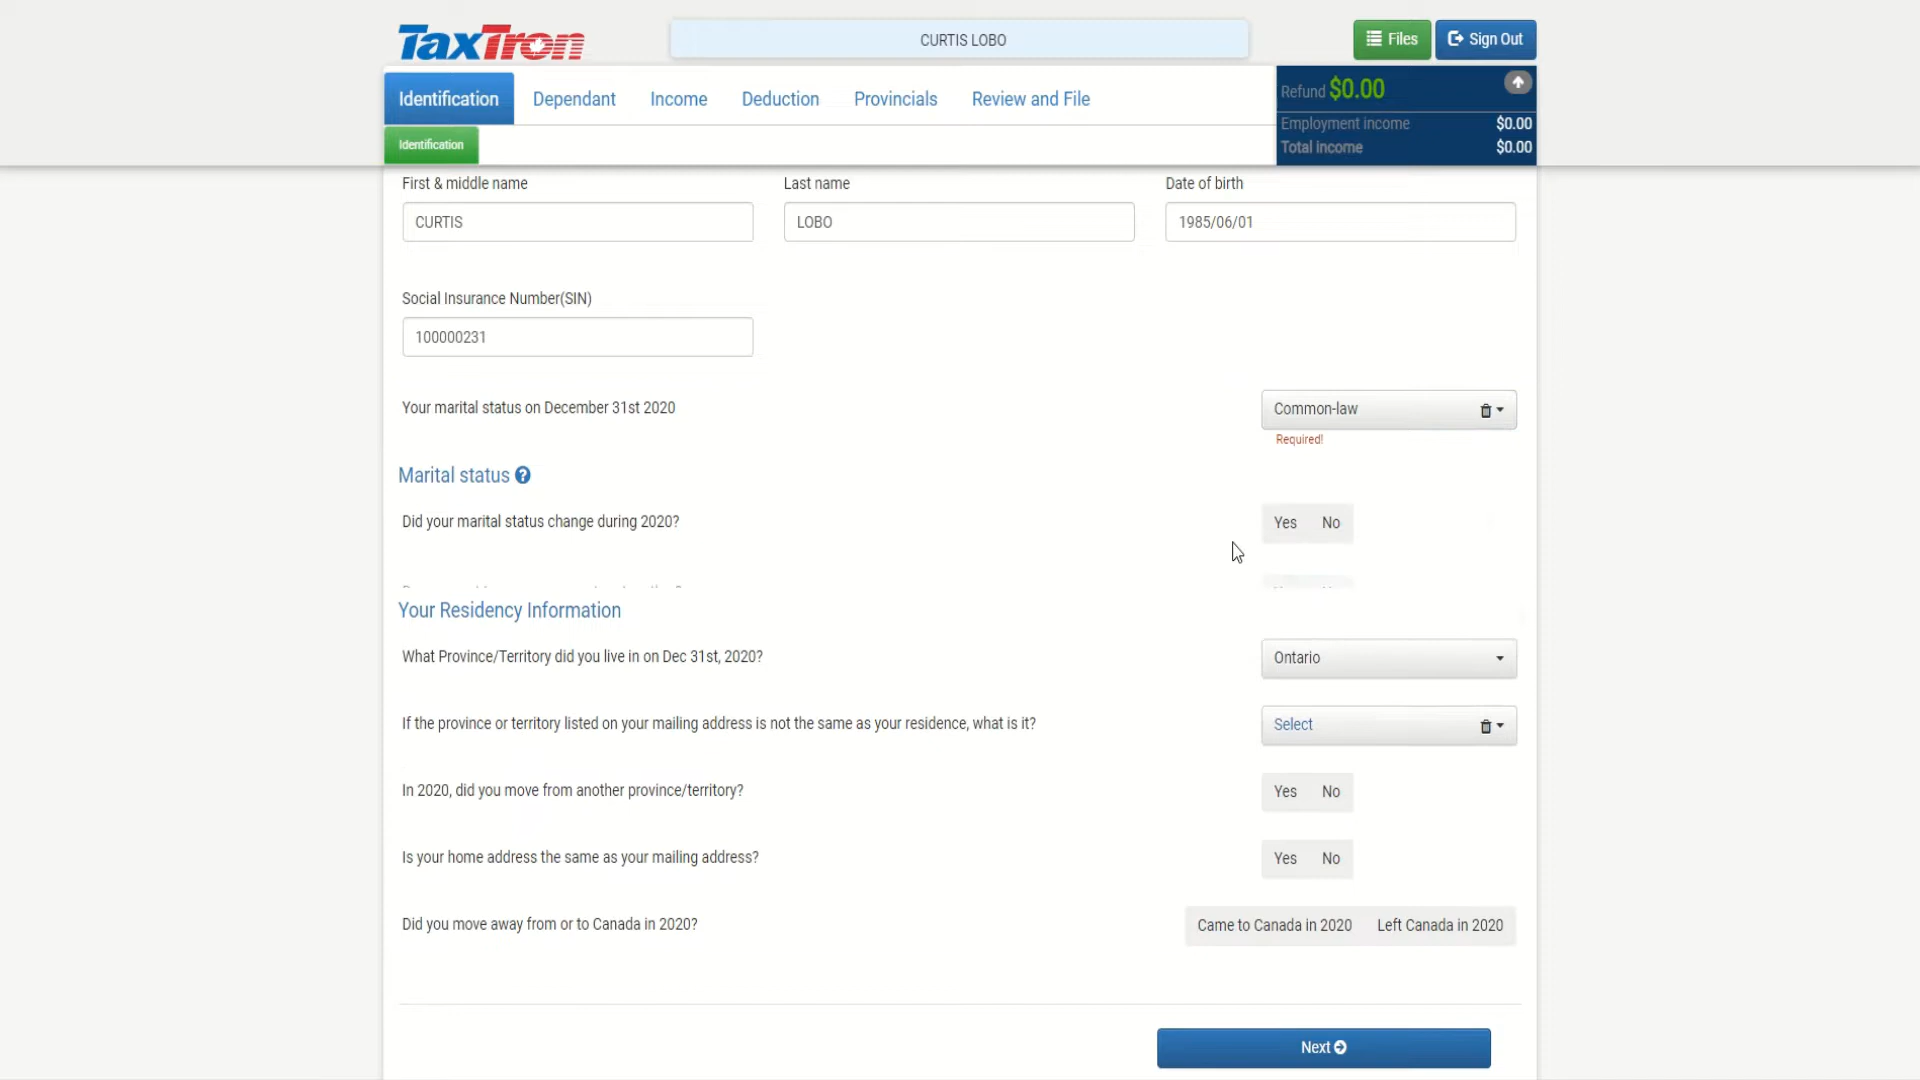 TaxTron
CURTIS LOBO
Files
Sign Out
Identification
Dependant
Income
Deduction
Provincials
Review and File
Refund $0.00
Employment income $0.00
Total income $0.00
Identification
First & middle name
Last name
Date of birth
CURTIS
LOBO
1985/06/01
Social Insurance Number(SIN)
100000231
Your marital status on December 31st 2020
Common-law
Required!
Marital status
Did your marital status change during 2020?
Yes No
Your Residency Information
What Province/Territory did you live in on Dec 31st, 2020?
Ontario
If the province or territory listed on your mailing address is not the same as your residence, what is it?
Select
In 2020, did you move from another province/territory?
Yes No
Is your home address the same as your mailing address?
Yes No
Did you move away from or to Canada in 2020?
Came to Canada in 2020 Left Canada in 2020
Next